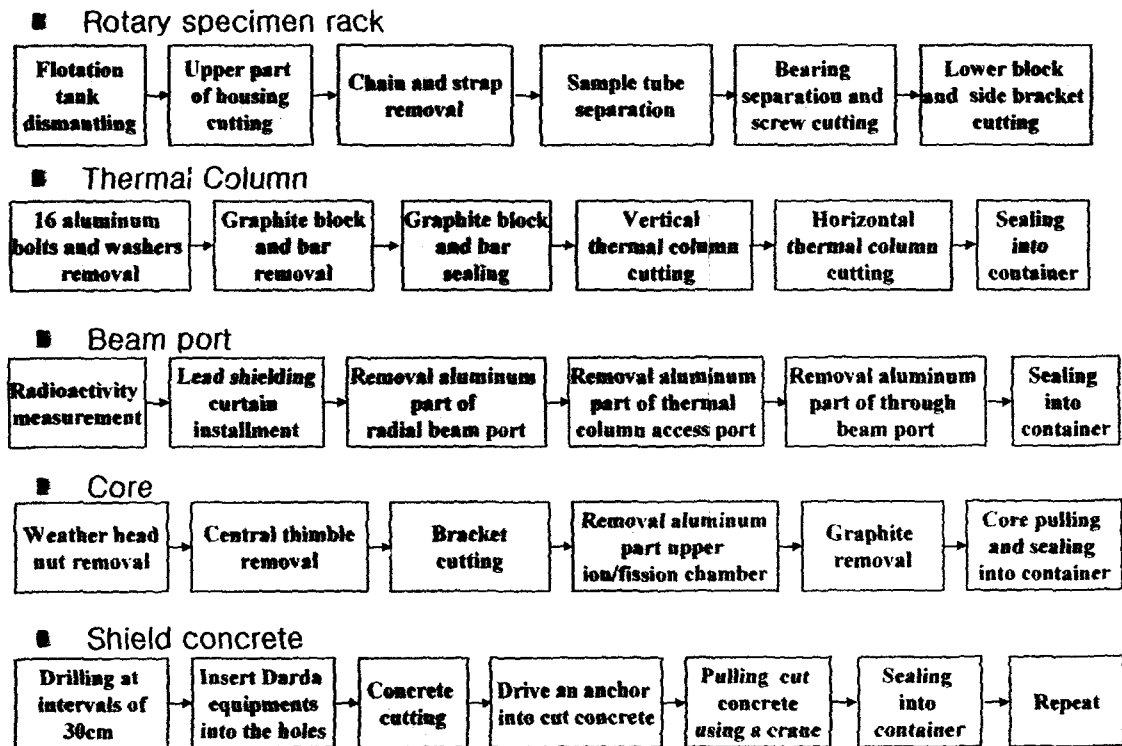 Rotary specimen rack
Flotation
tank
dismantling
Upper part
of housing
cutting
Chain and strap
removal
Sample tube
separation
Bearing
separation and
screw cutting
Lower block
and side bracket
cutting
Thermal Column
16 aluminum
bolts and washers
removal
Graphite block
and bar
removal
Graphite block
and bar
sealing
Vertical
thermal column
cutting
Horizontal
thermal column
cutting
Sealing
into
container
Beam port
Radioactivity
measurement
Lead shielding
curtain
installment
Removal aluminum
part of
radial beam port
Removal aluminum
part of thermal
column access port
Removal aluminum
part of through
beam port
Sealing
into
container
Core
Weather head
nut removal
Central thimble
removal
Bracket
cutting
Removal aluminum
part upper
ion/fission chamber
Graphite
removal
Core pulling
and sealing
into container
Shield concrete
Drilling at
intervals of
30cm
Insert Darda
equipments
into the holes
Concrete
cutting
Drive an anchor
into cut concrete
Pulling cut
concrete
using a crane
Sealing
into
container
Repeat